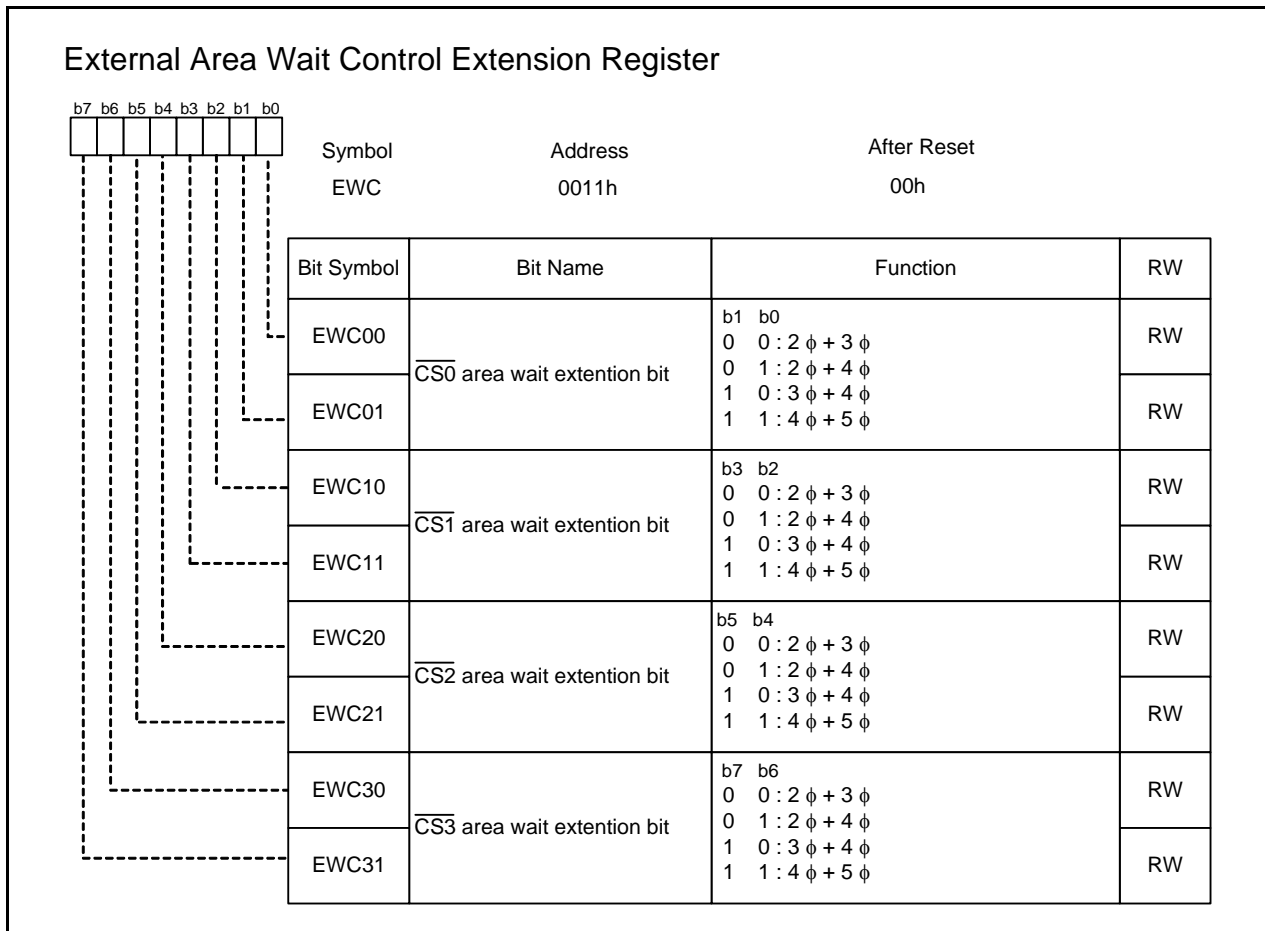 External Area Wait Control Extension Register
b7 b6 b5 b4 b3 b2 b1 b0
Symbol Address After Reset
EWC 0011h 00h
Bit Symbol Bit Name Function RW
EWC00 RW
CS0 area wait extention bit
b1 b0
0 0 : 2 ϕ + 3 ϕ
0 1 : 2 ϕ + 4 ϕ
1 0 : 3 ϕ + 4 ϕ
1 1 : 4 ϕ + 5 ϕ
EWC01 RW
EWC10 RW
CS1 area wait extention bit
b3 b2
0 0 : 2 ϕ + 3 ϕ
0 1 : 2 ϕ + 4 ϕ
1 0 : 3 ϕ + 4 ϕ
1 1 : 4 ϕ + 5 ϕ
EWC11 RW
EWC20 RW
CS2 area wait extention bit
b5 b4
0 0 : 2 ϕ + 3 ϕ
0 1 : 2 ϕ + 4 ϕ
1 0 : 3 ϕ + 4 ϕ
1 1 : 4 ϕ + 5 ϕ
EWC21 RW
EWC30 RW
CS3 area wait extention bit
b7 b6
0 0 : 2 ϕ + 3 ϕ
0 1 : 2 ϕ + 4 ϕ
1 0 : 3 ϕ + 4 ϕ
1 1 : 4 ϕ + 5 ϕ
EWC31 RW